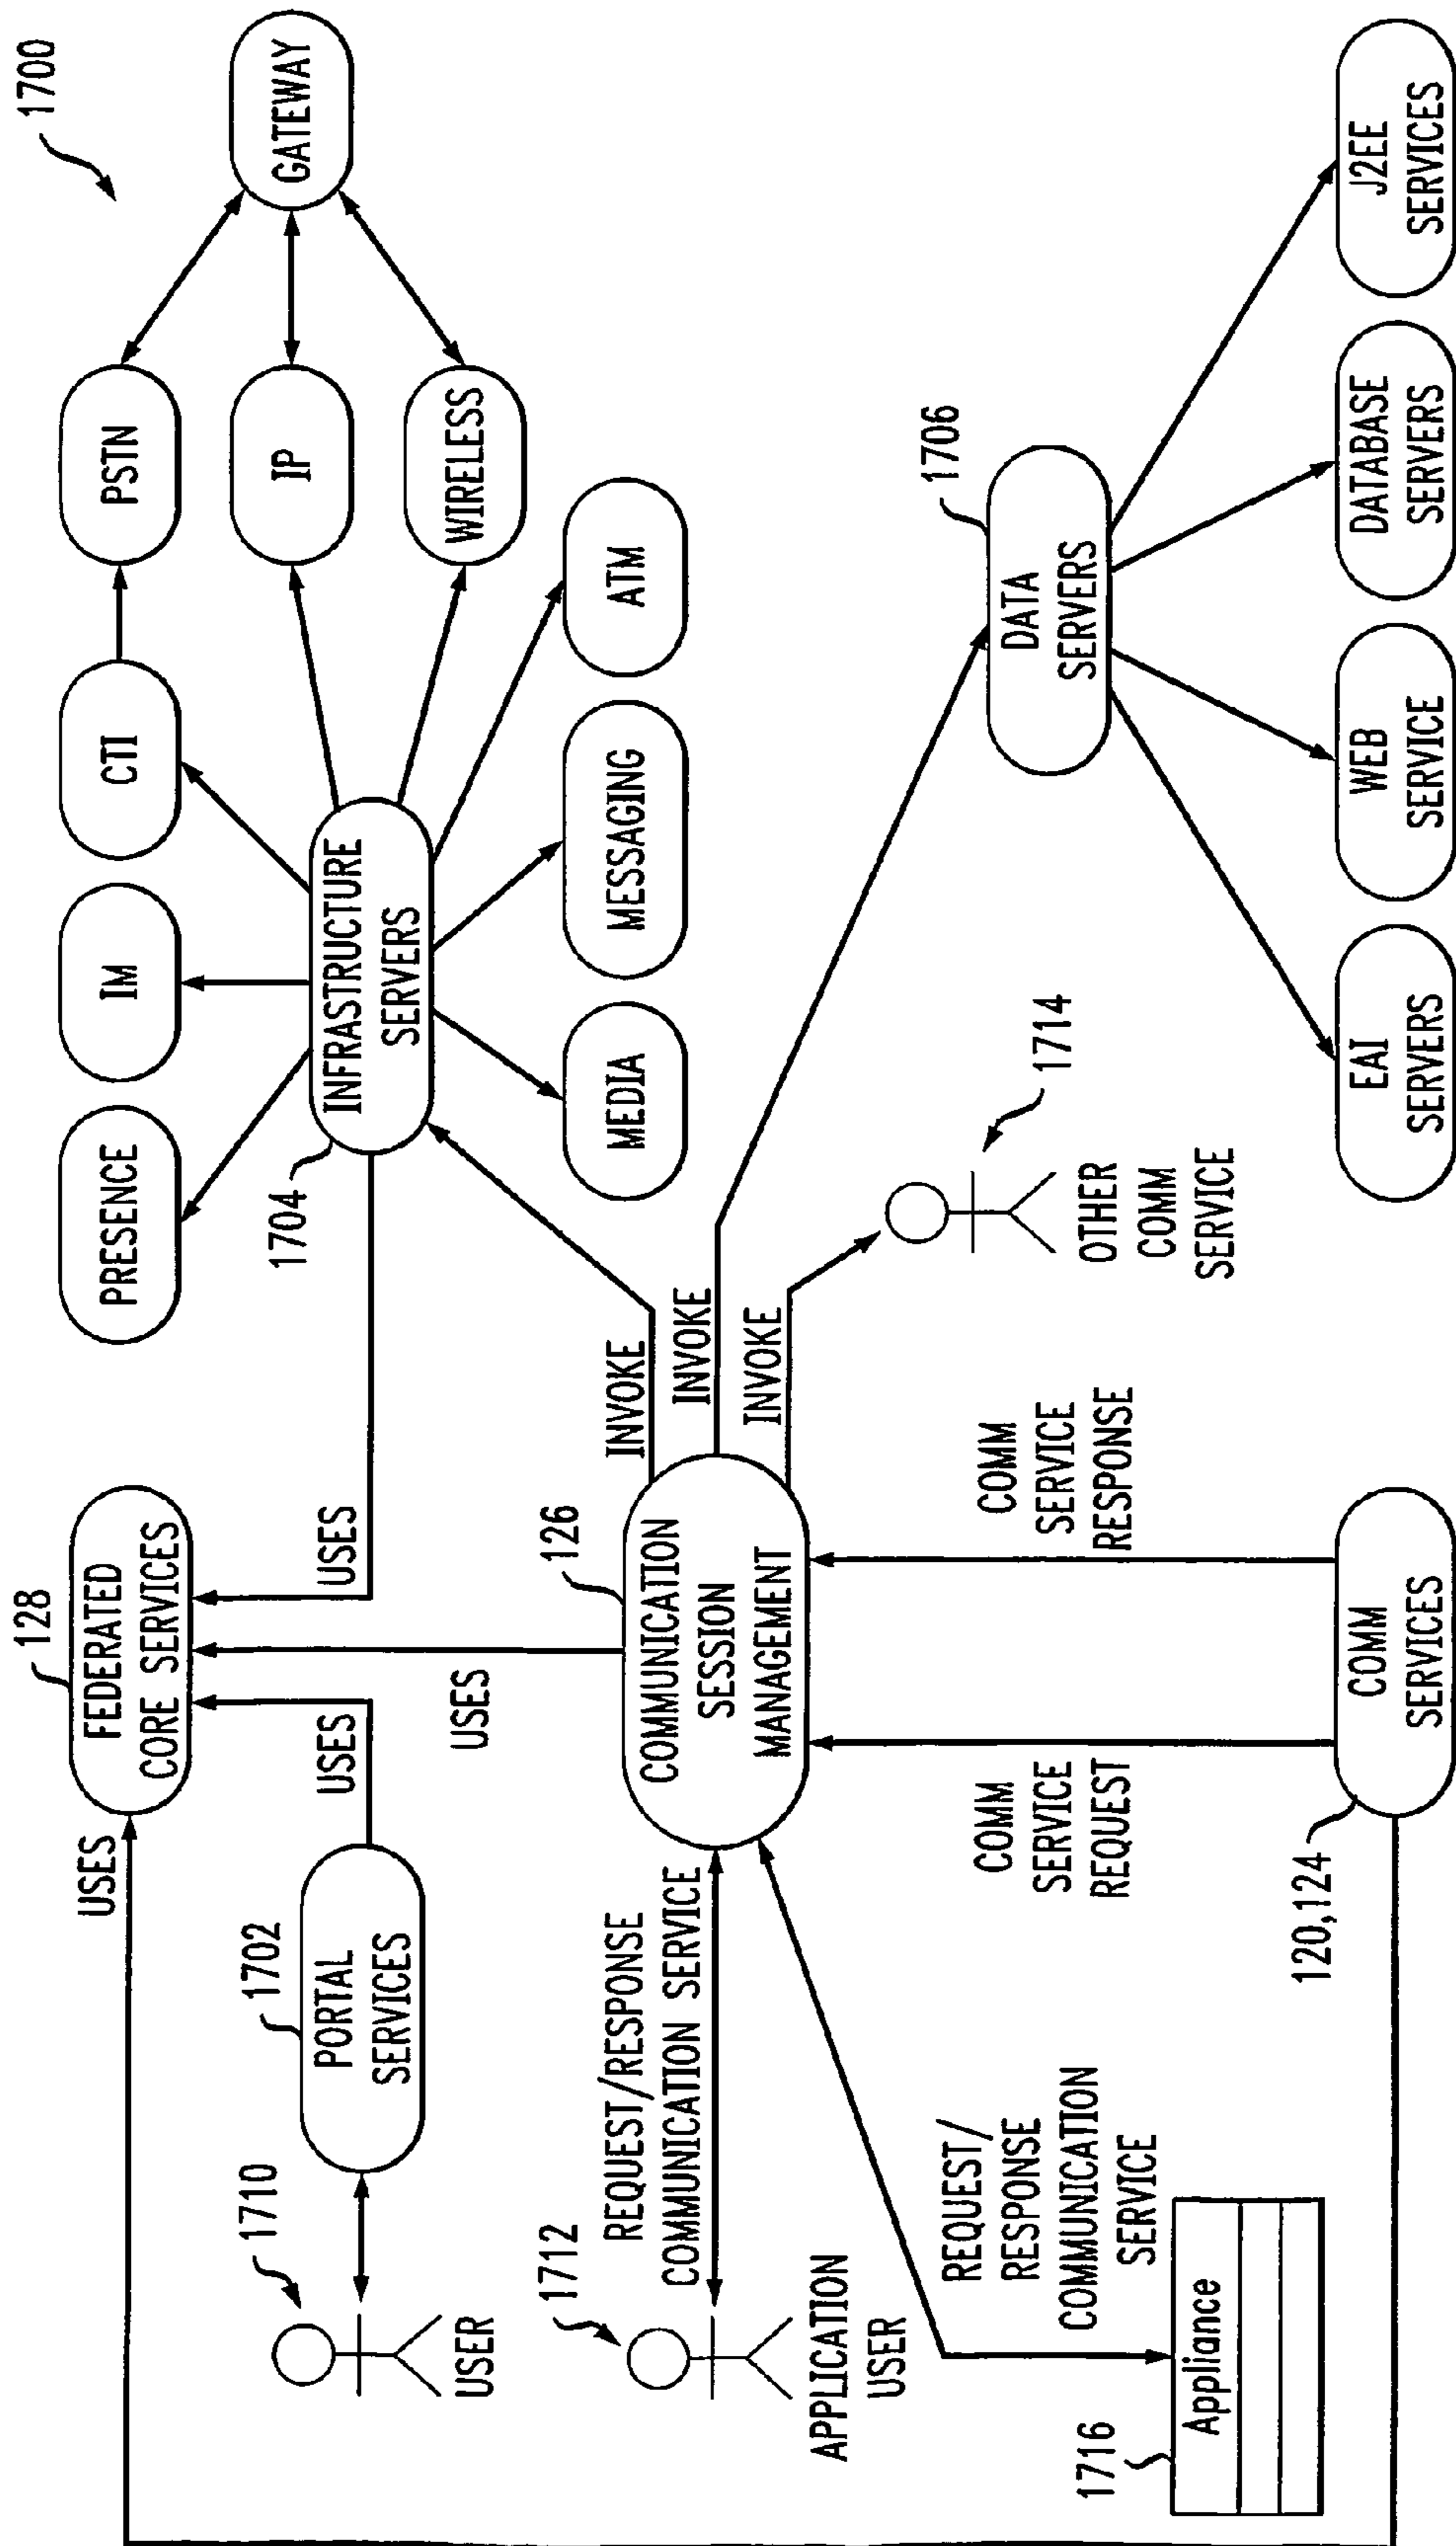 1700
128
FEDERATED
CORE SERVICES
USES
USES
USES
USES
1710
USER
1702
PORTAL
SERVICES
PRESENCE
IM
CTI
PSTN
IP
WIRELESS
GATEWAY
1704
INFRASTRUCTURE
SERVERS
MEDIA
MESSAGING
ATM
1712
APPLICATION
USER
REQUEST/RESPONSE
COMMUNICATION SERVICE
126
COMMUNICATION
SESSION
MANAGEMENT
INVOKE
INVOKE
INVOKE
1714
OTHER
COMM
SERVICE
1706
DATA
SERVERS
1716
Appliance
REQUEST/
RESPONSE
COMMUNICATION
SERVICE
COMM
SERVICE
REQUEST
COMM
SERVICE
RESPONSE
120,124
COMM
SERVICES
EAI
SERVERS
WEB
SERVICE
DATABASE
SERVERS
J2EE
SERVICES